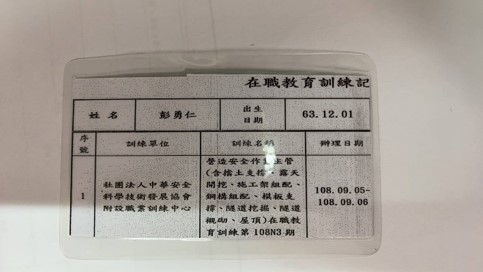 在職教育訓練記
姓名 彭勇仁 出生日期 63.12.01
序號 訓練單位 訓練名稱 辦理日期
1 社團法人中華安全科學技術發展協會附設職業訓練中心
營造安全作業主管
(含擋土支撐、露天
開挖、施工架組配、
鋼構組配、模板支
撐、隧道挖掘、隧道
襯砌、屋頂)在職教
育訓練第108N3期
108.09.05-
108.09.06